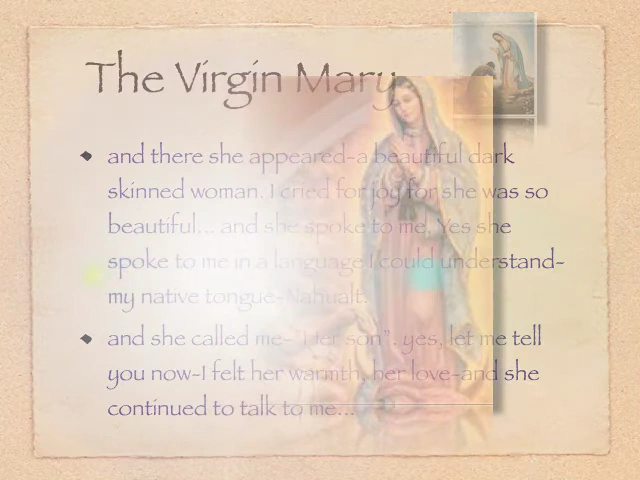 The Virgin Mary
and there she appeared-a beautiful dark
skinned woman. I cried for joy for she was so
beautiful... and she spoke to me. Yes she
spoke to me in a language I could understand-
my native tongue-Nahualt.
and she called me-"Her son". yes, let me tell
you now-I felt her warmth, her love-and she
continued to talk to me...